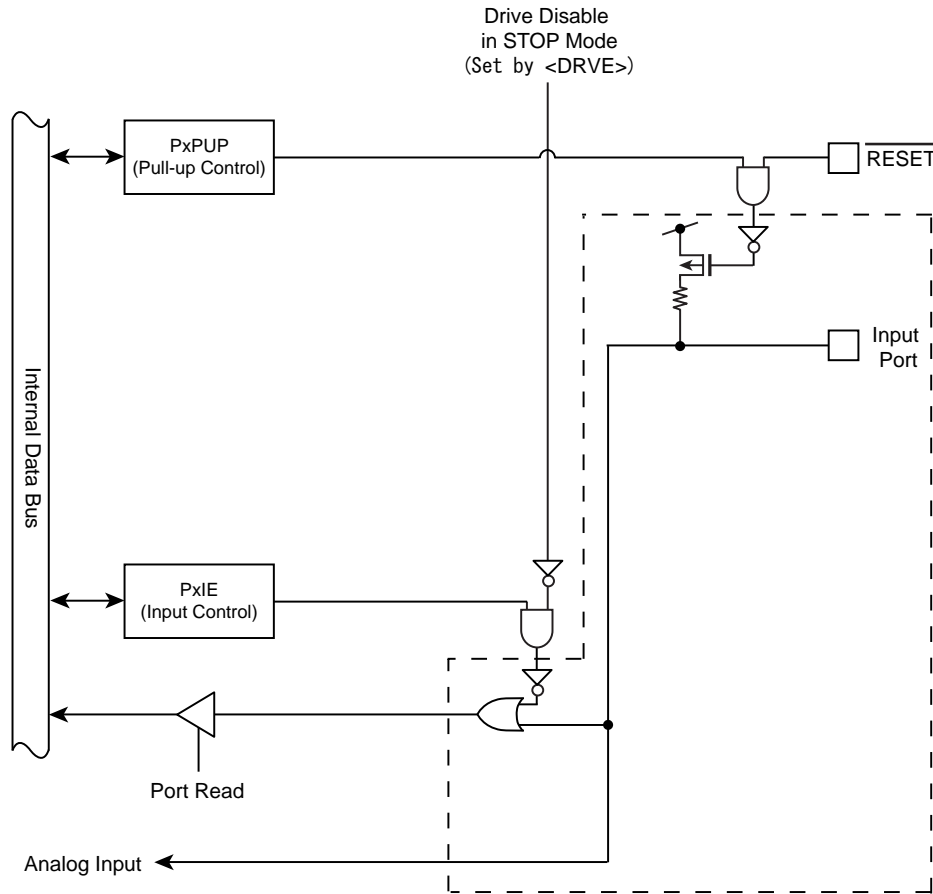 Drive Disable
in STOP Mode
(Set by <DRVE>)
PxPUP
(Pull-up Control)
RESET
Input
Port
Internal Data Bus
PxIE
(Input Control)
Port Read
Analog Input